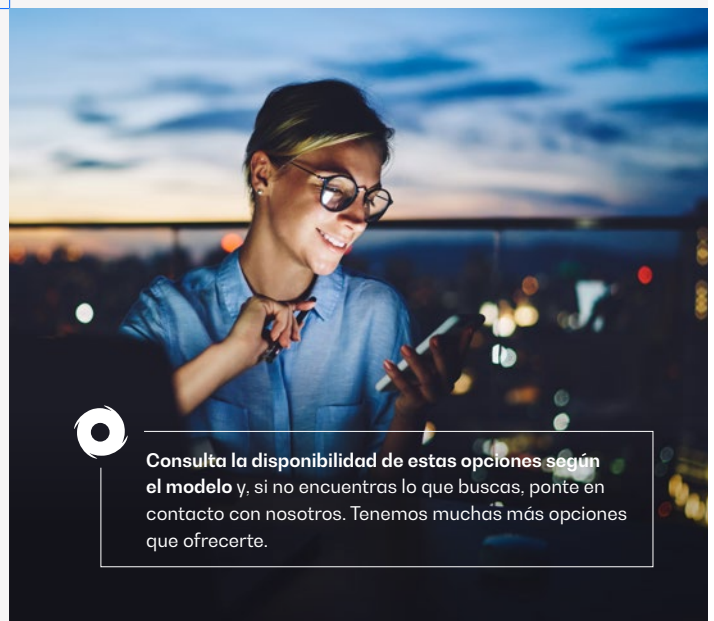 Consulta la disponibilidad de estas opciones según
el modelo y, si no encuentras lo que buscas, ponte en
contacto con nosotros. Tenemos muchas más opciones
que ofrecerte.